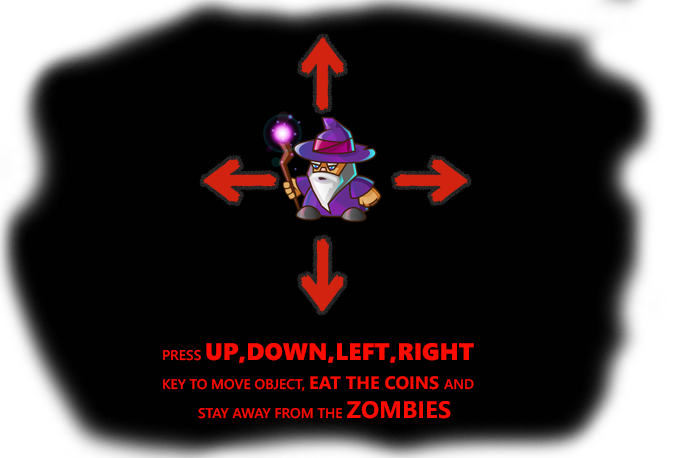 PRESS UP,DOWN,LEFT,RIGHT
KEY TO MOVE OBJECT, EAT THE COINS AND
STAY AWAY FROM THE ZOMBIES